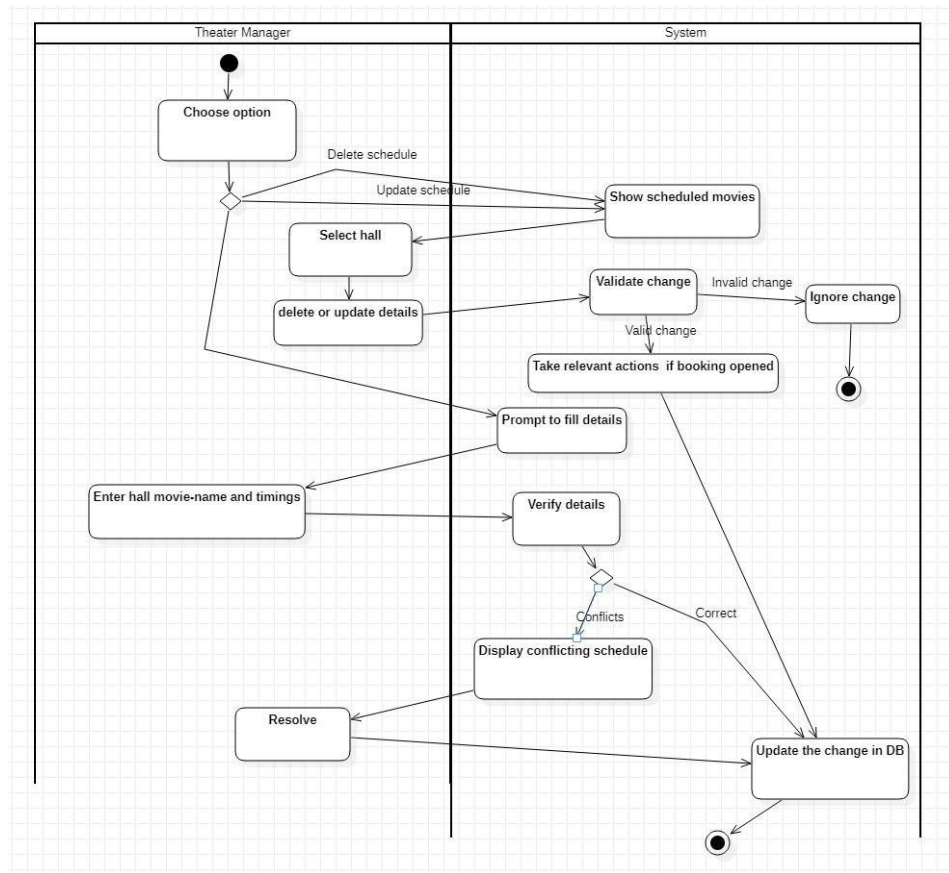 Theater Manager
System
Choose option
Delete schedule
Update schedule
Show scheduled movies
Select hall
Validate change
Invalid change
Ignore change
delete or update details
Valid change
Take relevant actions  if booking opened
Prompt to fill details
Enter hall movie-name and timings
Verify details
Conflicts
Correct
Display conflicting schedule
Resolve
Update the change in DB